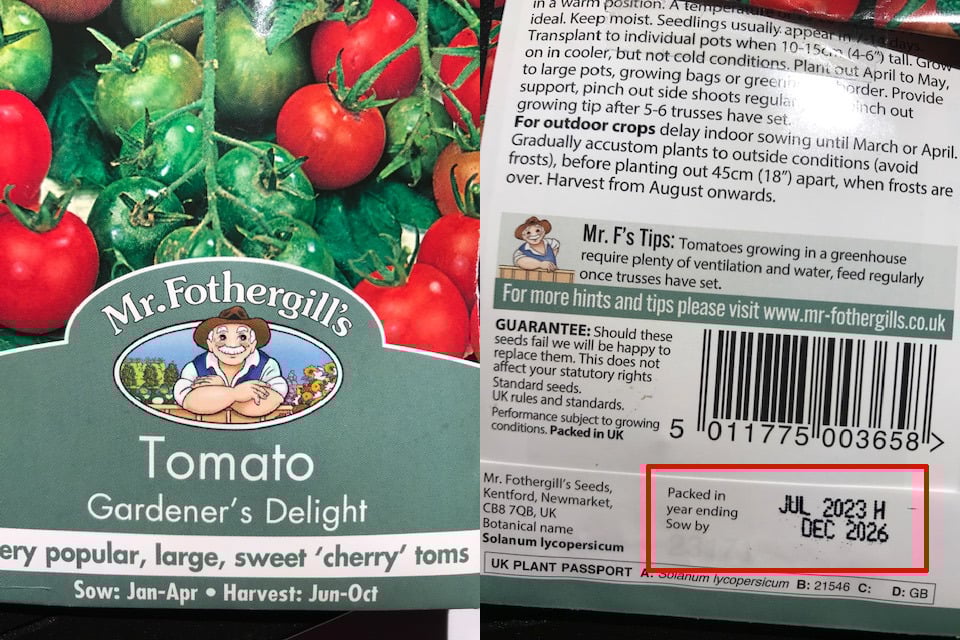 Mr. Fothergill's
Tomato
Gardener's Delight
ery popular, large, sweet 'cherry' toms
Sow: Jan-Apr • Harvest: Jun-Oct
in a warm position. A temperature
ideal. Keep moist. Seedlings usually appear in 7-14 days.
Transplant to individual pots when 10-15cm (4-6") tall. Grow
on in cooler, but not cold conditions. Plant out April to May,
to large pots, growing bags or greenh border. Provide
support, pinch out side shoots regular inch out
growing tip after 5-6 trusses have set.
For outdoor crops delay indoor sowing until March or April.
Gradually accustom plants to outside conditions (avoid
frosts), before planting out 45cm (18") apart, when frosts are
over. Harvest from August onwards.
Mr. F's Tips: Tomatoes growing in a greenhouse
require plenty of ventilation and water, feed regularly
once trusses have set.
For more hints and tips please visit www.mr-fothergills.co.uk
GUARANTEE: Should these
seeds fail we will be happy to
replace them. This does not
affect your statutory rights
Standard seeds.
UK rules and standards.
Performance subject to growing
conditions. Packed in UK
5 011775 003658 >
Mr. Fothergill's Seeds,
Kentford, Newmarket,
CB8 7QB, UK
Botanical name
Solanum lycopersicum
Packed in
year ending JUL 2023 H
Sow by DEC 2026
UK PLANT PASSPORT A: Solanum lycopersicum B: 21546 C: D: GB